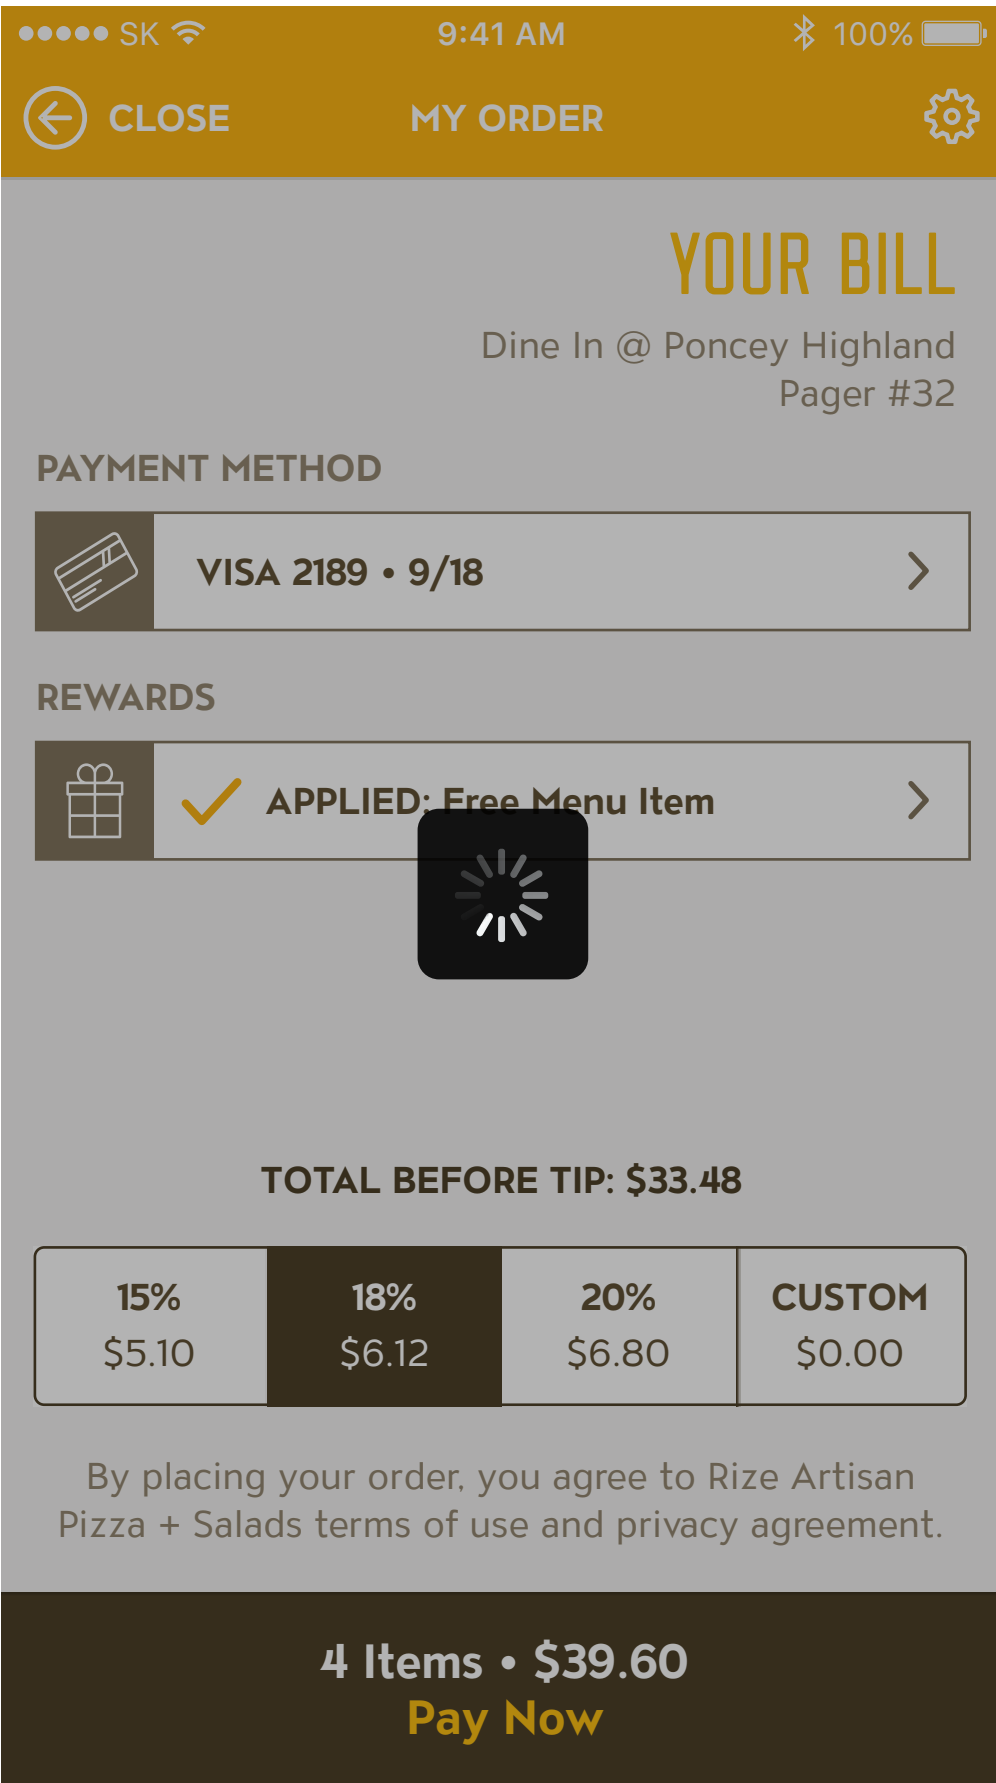 SK 9:41 AM 100%
CLOSE MY ORDER
YOUR BILL
Dine In @ Poncey Highland
Pager #32
PAYMENT METHOD
VISA 2189 • 9/18
REWARDS
APPLIED: Free Menu Item
TOTAL BEFORE TIP: $33.48
15% 18% 20% CUSTOM
$5.10 $6.12 $6.80 $0.00
By placing your order, you agree to Rize Artisan
Pizza + Salads terms of use and privacy agreement.
4 Items • $39.60
Pay Now